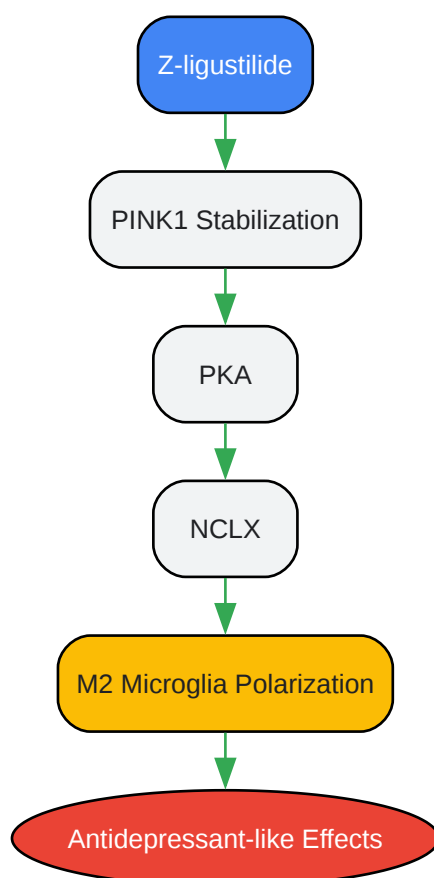 Z-ligustilide
PINK1 Stabilization
PKA
NCLX
M2 Microglia Polarization
Antidepressant-like Effects